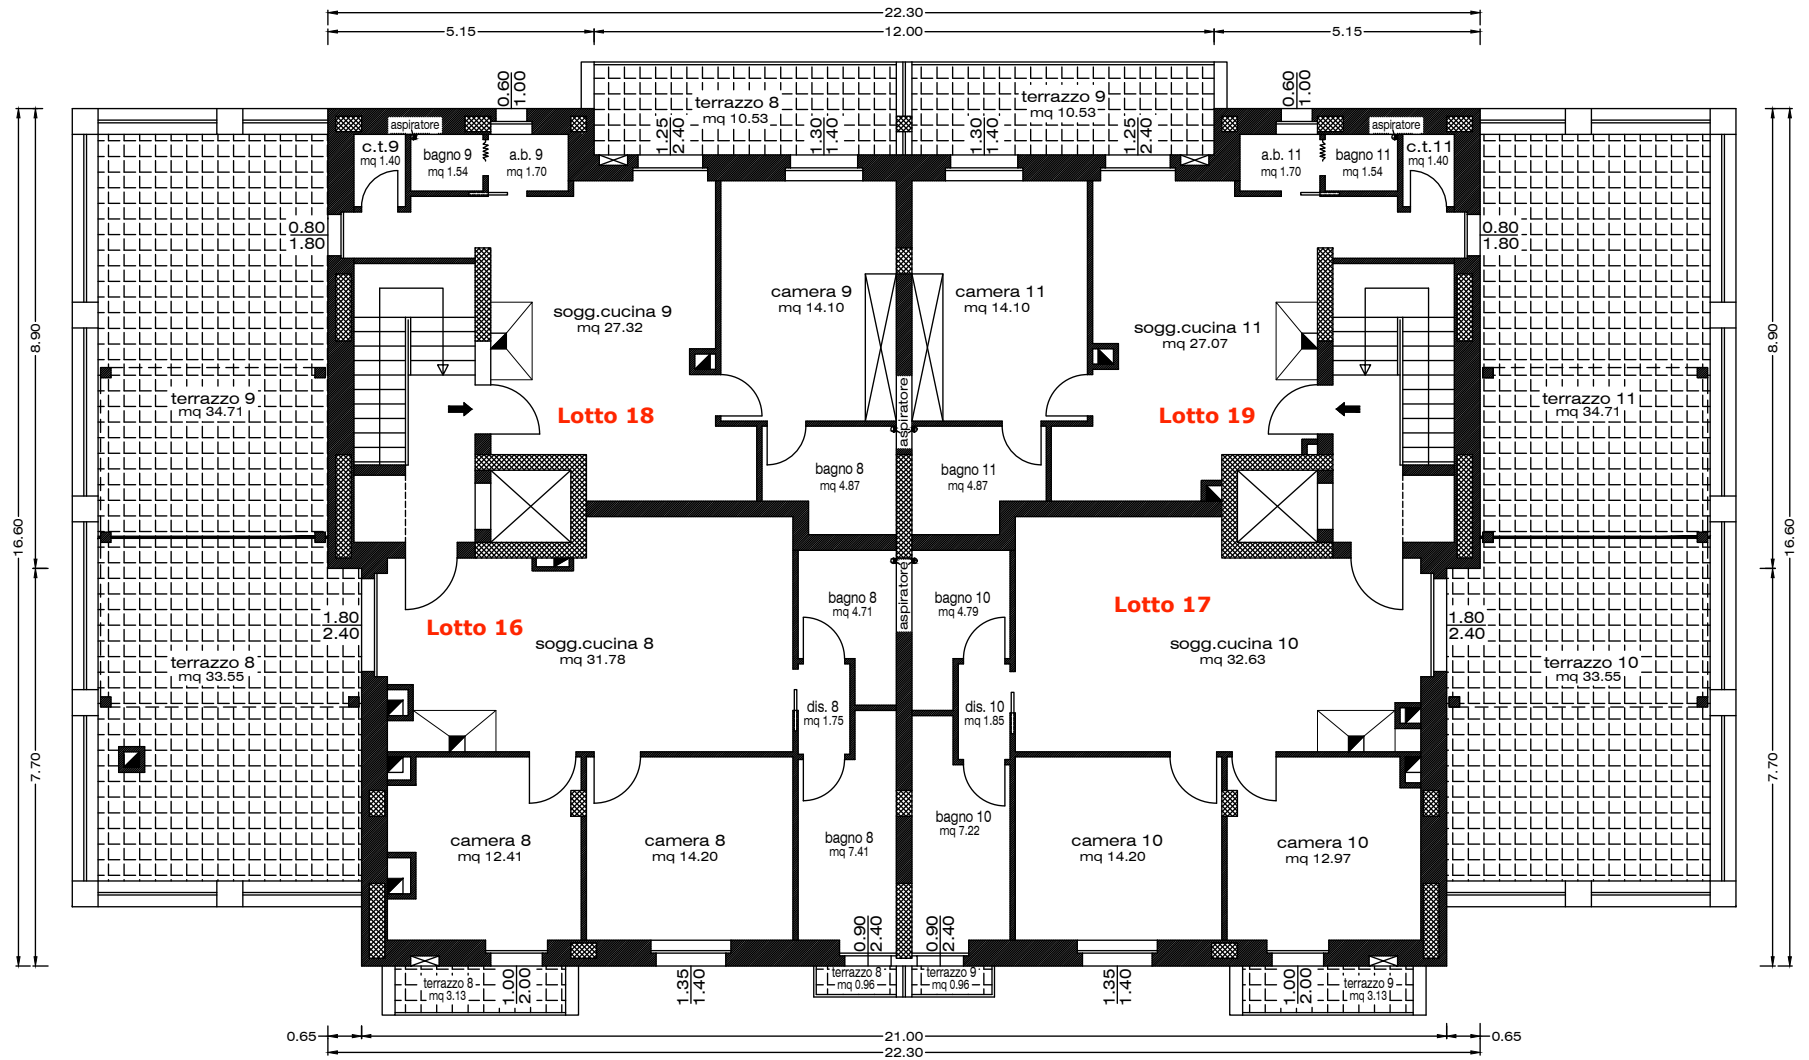 22.30
5.15
12.00
5.15
0.60
1.00
terrazzo 8
mq 10.53
1.25
2.40
1.30
1.40
terrazzo 9
mq 10.53
1.30
1.40
1.25
2.40
0.60
1.00
aspiratore
c.t.9
mq 1.40
bagno 9
mq 1.54
a.b. 9
mq 1.70
a.b. 11
mq 1.70
bagno 11
mq 1.54
aspiratore
c.t.11
mq 1.40
0.80
1.80
0.80
1.80
8.90
16.60
7.70
8.90
16.60
7.70
sogg.cucina 9
mq 27.32
camera 9
mq 14.10
camera 11
mq 14.10
sogg.cucina 11
mq 27.07
terrazzo 9
mq 34.71
Lotto 18
aspiratore
Lotto 19
terrazzo 11
mq 34.71
bagno 8
mq 4.87
bagno 11
mq 4.87
1.80
2.40
Lotto 16
sogg.cucina 8
mq 31.78
bagno 8
mq 4.71
aspiratore
bagno 10
mq 4.79
Lotto 17
sogg.cucina 10
mq 32.63
1.80
2.40
terrazzo 8
mq 33.55
terrazzo 10
mq 33.55
dis. 8
mq 1.75
dis. 10
mq 1.85
camera 8
mq 12.41
camera 8
mq 14.20
bagno 8
mq 7.41
bagno 10
mq 7.22
camera 10
mq 14.20
camera 10
mq 12.97
0.90
2.40
0.90
2.40
terrazzo 8
mq 3.13
1.00
2.00
1.35
1.40
terrazzo 8
mq 0.96
terrazzo 9
mq 0.96
1.35
1.40
1.00
2.00
terrazzo 9
mq 3.13
0.65
21.00
0.65
22.30